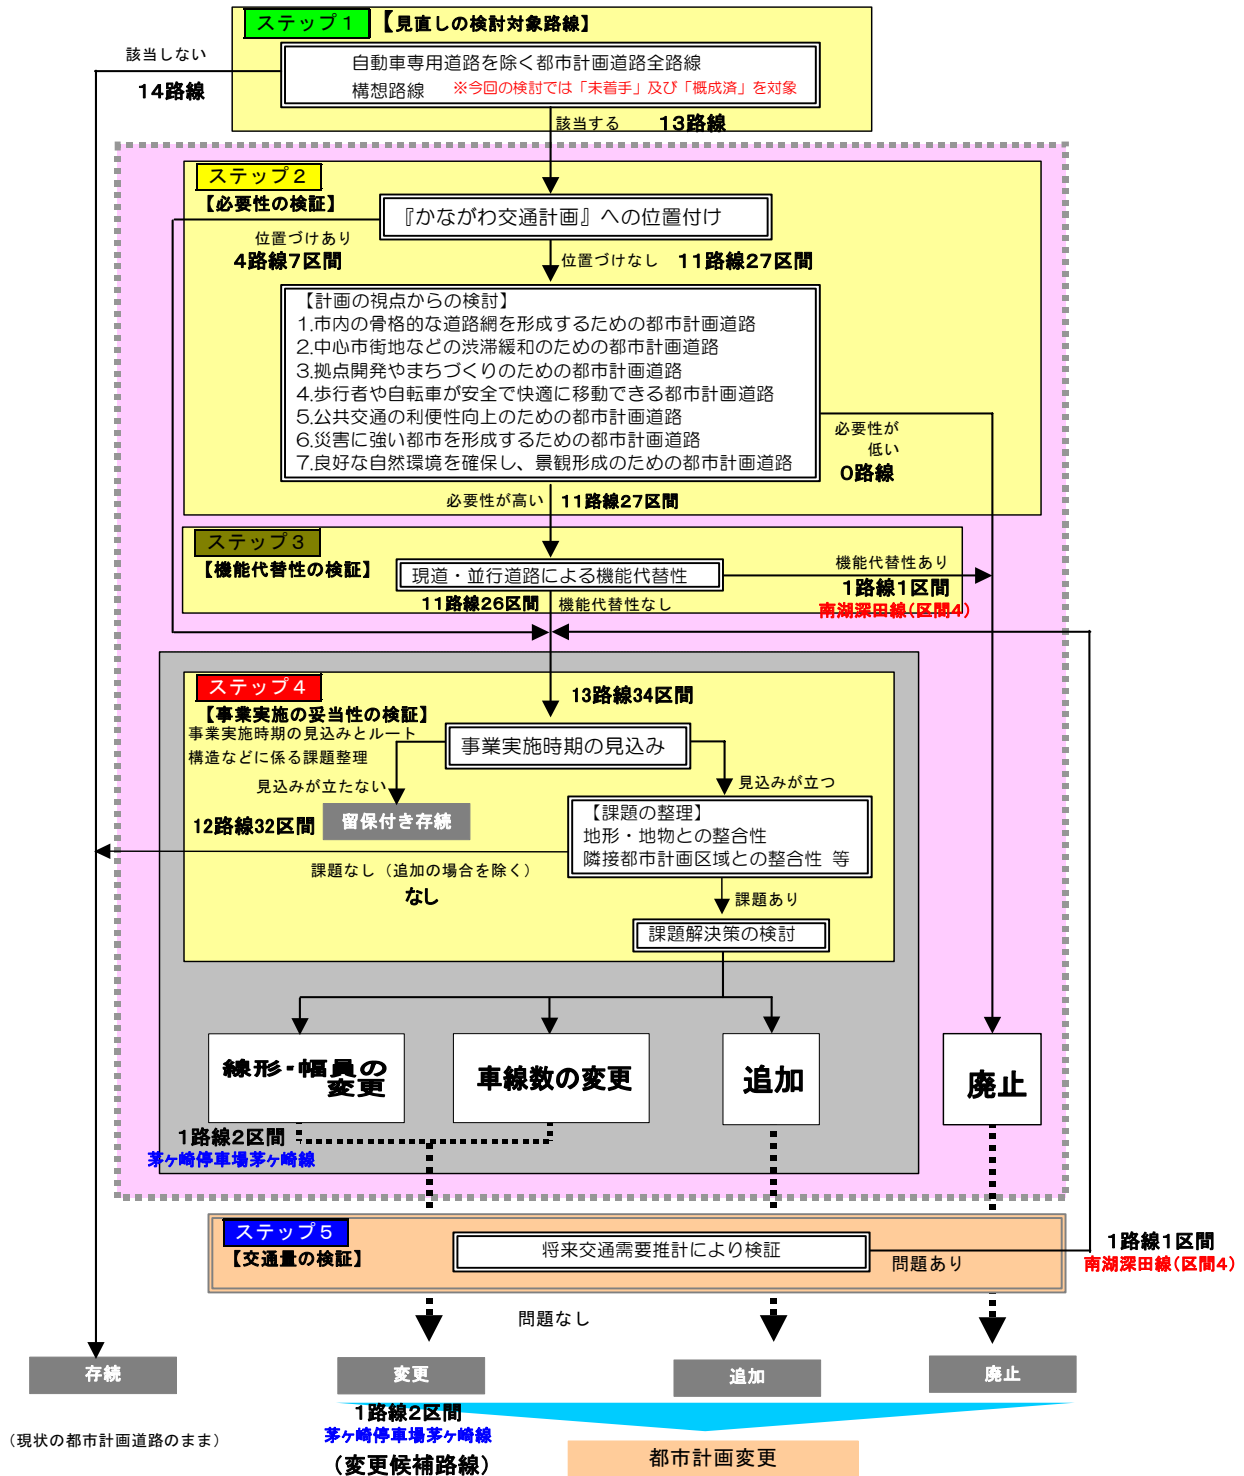 ステップ1 【見直しの検討対象路線】
該当しない
14路線
自動車専用道路を除く都市計画道路全路線
構想路線 ※今回の検討では「未着手」及び「概成済」を対象
該当する 13路線
ステップ2
【必要性の検証】
『かながわ交通計画』への位置付け
位置づけあり
4路線7区間
位置づけなし 11路線27区間
【計画の視点からの検討】
1.市内の骨格的な道路網を形成するための都市計画道路
2.中心市街地などの渋滞緩和のための都市計画道路
3.拠点開発やまちづくりのための都市計画道路
4.歩行者や自転車が安全で快適に移動できる都市計画道路
5.公共交通の利便性向上のための都市計画道路
6.災害に強い都市を形成するための都市計画道路
7.良好な自然環境を確保し、景観形成のための都市計画道路
必要性が
低い
0路線
必要性が高い 11路線27区間
ステップ3
【機能代替性の検証】
現道・並行道路による機能代替性
機能代替性あり
1路線1区間
南湖深田線(区間4)
11路線26区間 機能代替性なし
ステップ4
【事業実施の妥当性の検証】
事業実施時期の見込みとルート
構造などに係る課題整理
13路線34区間
事業実施時期の見込み
見込みが立たない
12路線32区間
留保付き存続
見込みが立つ
【課題の整理】
地形・地物との整合性
隣接都市計画区域との整合性 等
課題なし（追加の場合を除く）
なし
課題あり
課題解決策の検討
線形・幅員の
変更
車線数の変更
追加
廃止
1路線2区間
茅ヶ崎停車場茅ヶ崎線
ステップ5
【交通量の検証】
将来交通需要推計により検証
問題あり
1路線1区間
南湖深田線(区間4)
問題なし
存続
変更
追加
廃止
1路線2区間
茅ヶ崎停車場茅ヶ崎線
(変更候補路線)
（現状の都市計画道路のまま）
都市計画変更